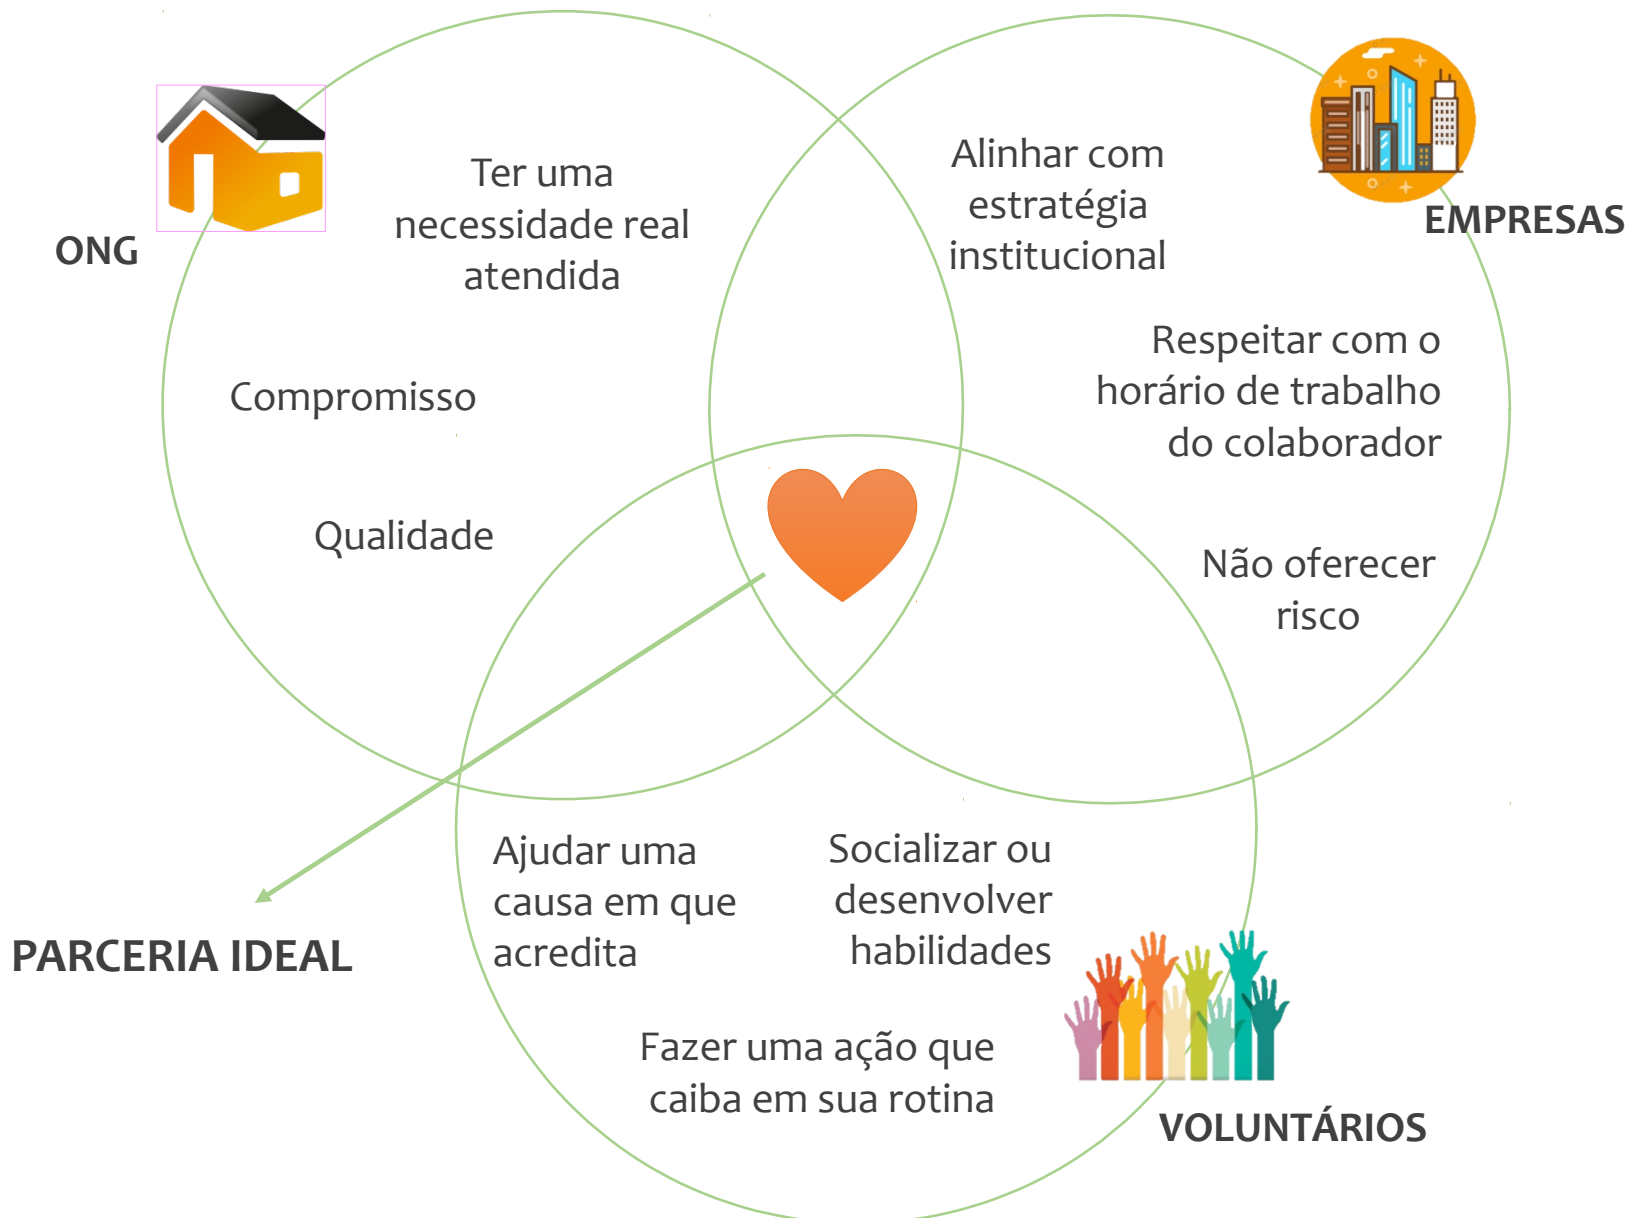 ONG
Ter uma
necessidade real
atendida
Compromisso
Qualidade
Alinhar com
estratégia
institucional
EMPRESAS
Respeitar com o
horário de trabalho
do colaborador
Não oferecer
risco
PARCERIA IDEAL
Ajudar uma
causa em que
acredita
Socializar ou
desenvolver
habilidades
Fazer uma ação que
caiba em sua rotina
VOLUNTÁRIOS